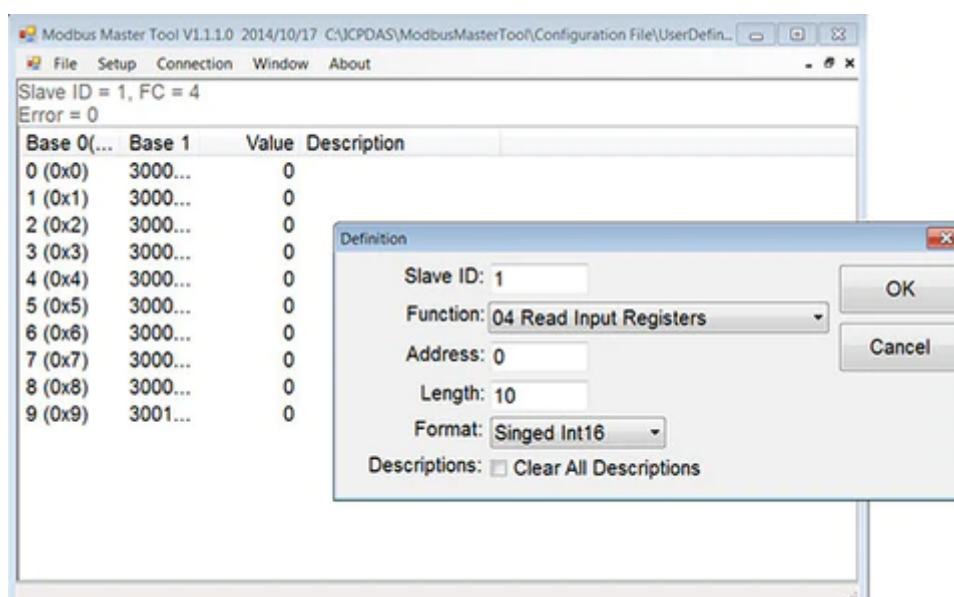 Modbus Master Tool V1.1.1.0 2014/10/17 C:\ICPDAS\ModbusMasterTool\Configuration File\UserDefin...
File Setup Connection Window About
Slave ID = 1, FC = 4
Error = 0
Base 0(... Base 1 Value Description
0 (0x0) 3000... 0
1 (0x1) 3000... 0
2 (0x2) 3000... 0
3 (0x3) 3000... 0
4 (0x4) 3000... 0
5 (0x5) 3000... 0
6 (0x6) 3000... 0
7 (0x7) 3000... 0
8 (0x8) 3000... 0
9 (0x9) 3001... 0
Definition
Slave ID: 1
OK
Function: 04 Read Input Registers
Address: 0
Cancel
Length: 10
Format: Singed Int16
Descriptions: Clear All Descriptions